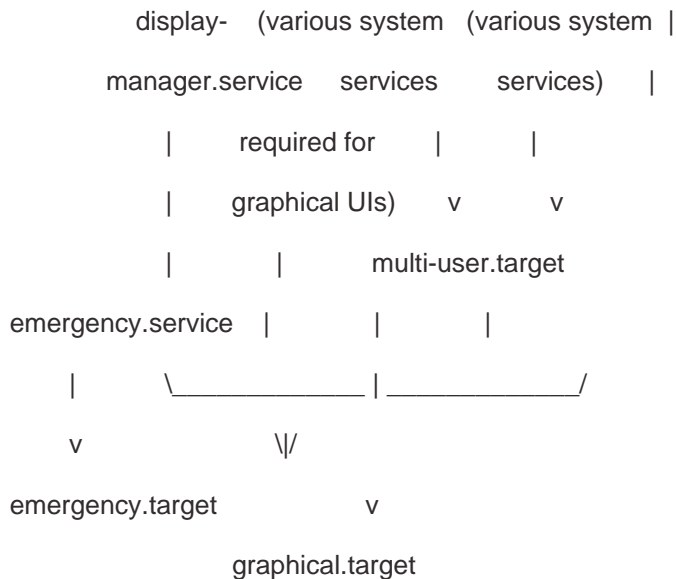 display- (various system (various system |
manager.service services services) |
| required for | |
| graphical UIs) v v
| | multi-user.target
emergency.service | | |
| \_____________ | _____________/
v \|/
emergency.target v
graphical.target